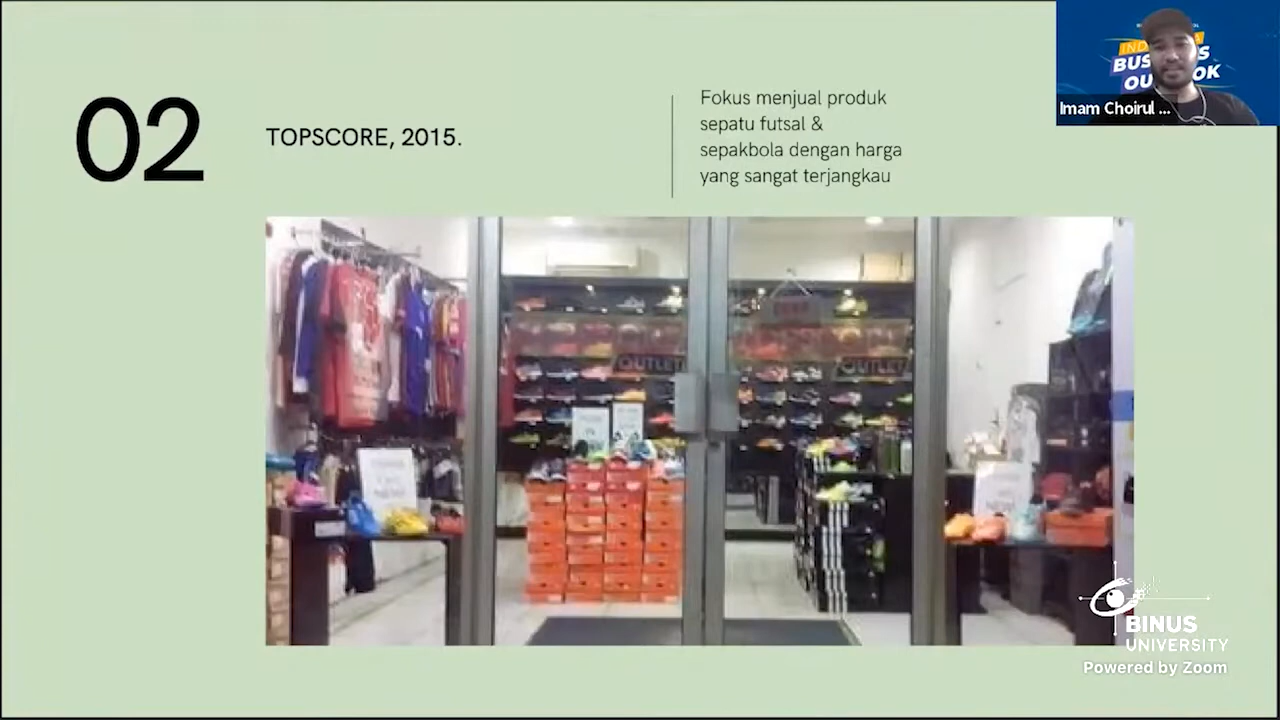 02
TOPSCORE, 2015.
Fokus menjual produk
sepatu futsal &
sepakbola dengan harga
yang sangat terjangkau
Imam Choirul ...
OUTLET
OUTLET
BINUS
UNIVERSITY
Powered by Zoom